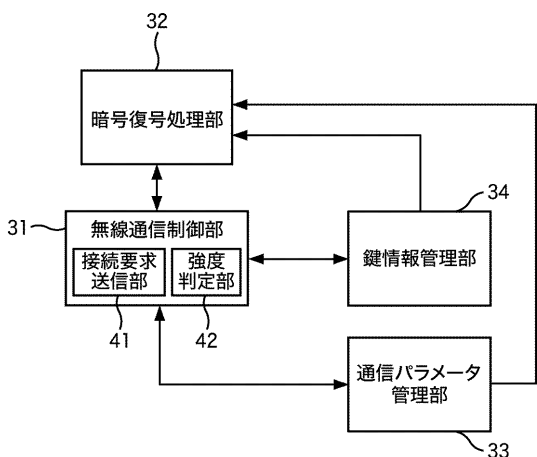 32
暗号復号処理部
31
無線通信制御部
接続要求
送信部
強度
判定部
41
42
34
鍵情報管理部
通信パラメータ
管理部
33